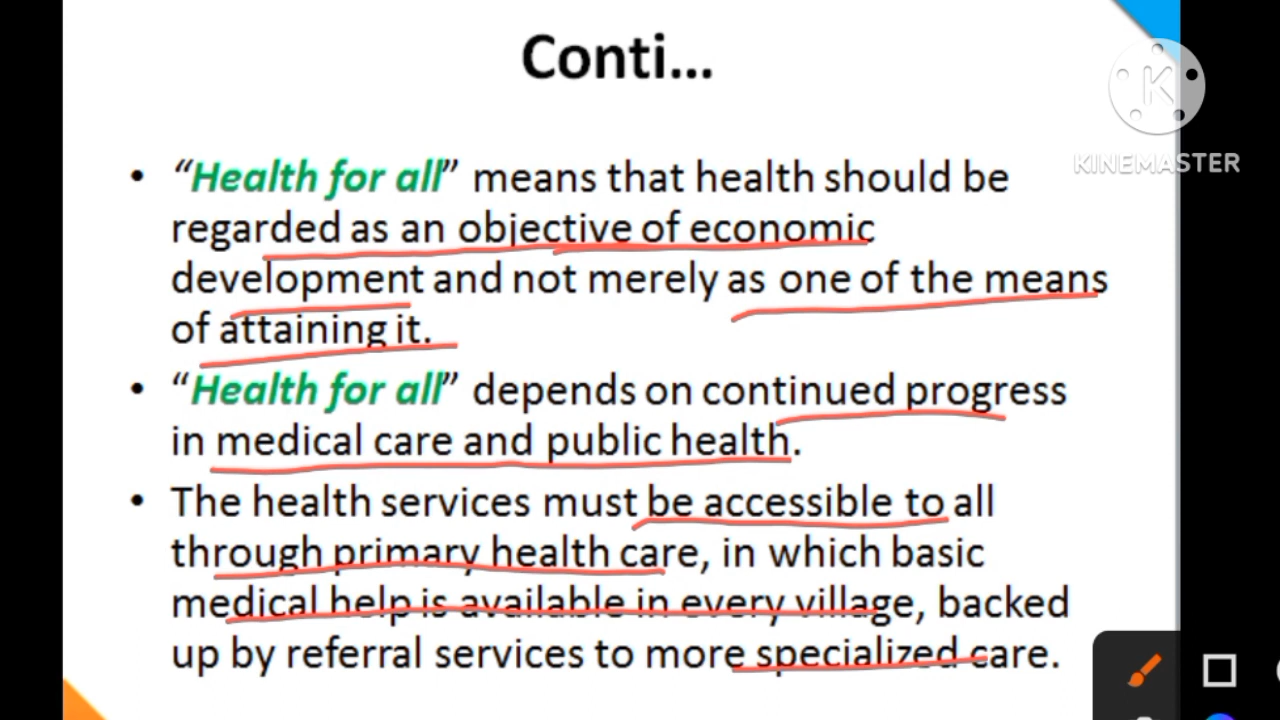 Conti...
KINEMASTER
• “Health for all” means that health should be
regarded as an objective of economic
development and not merely as one of the means
of attaining it.
• “Health for all” depends on continued progress
in medical care and public health.
• The health services must be accessible to all
through primary health care, in which basic
medical help is available in every village, backed
up by referral services to more specialized care.